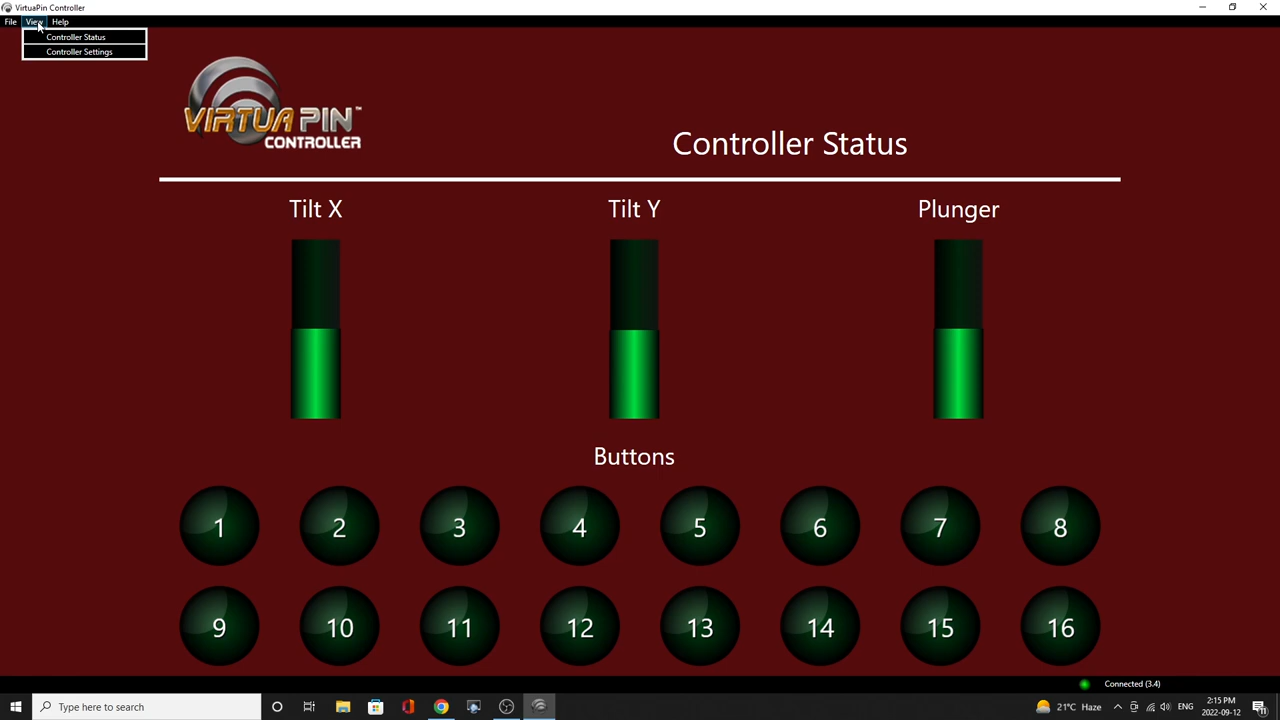 VirtuaPin Controller
File View Help
Controller Status
Controller Settings
VIRTUA PIN™
CONTROLLER
Controller Status
Tilt X Tilt Y Plunger
Buttons
1 2 3 4 5 6 7 8
9 10 11 12 13 14 15 16
Connected (3.4)
Type here to search
21°C Haze
ENG
2:15 PM
2022-09-12
11